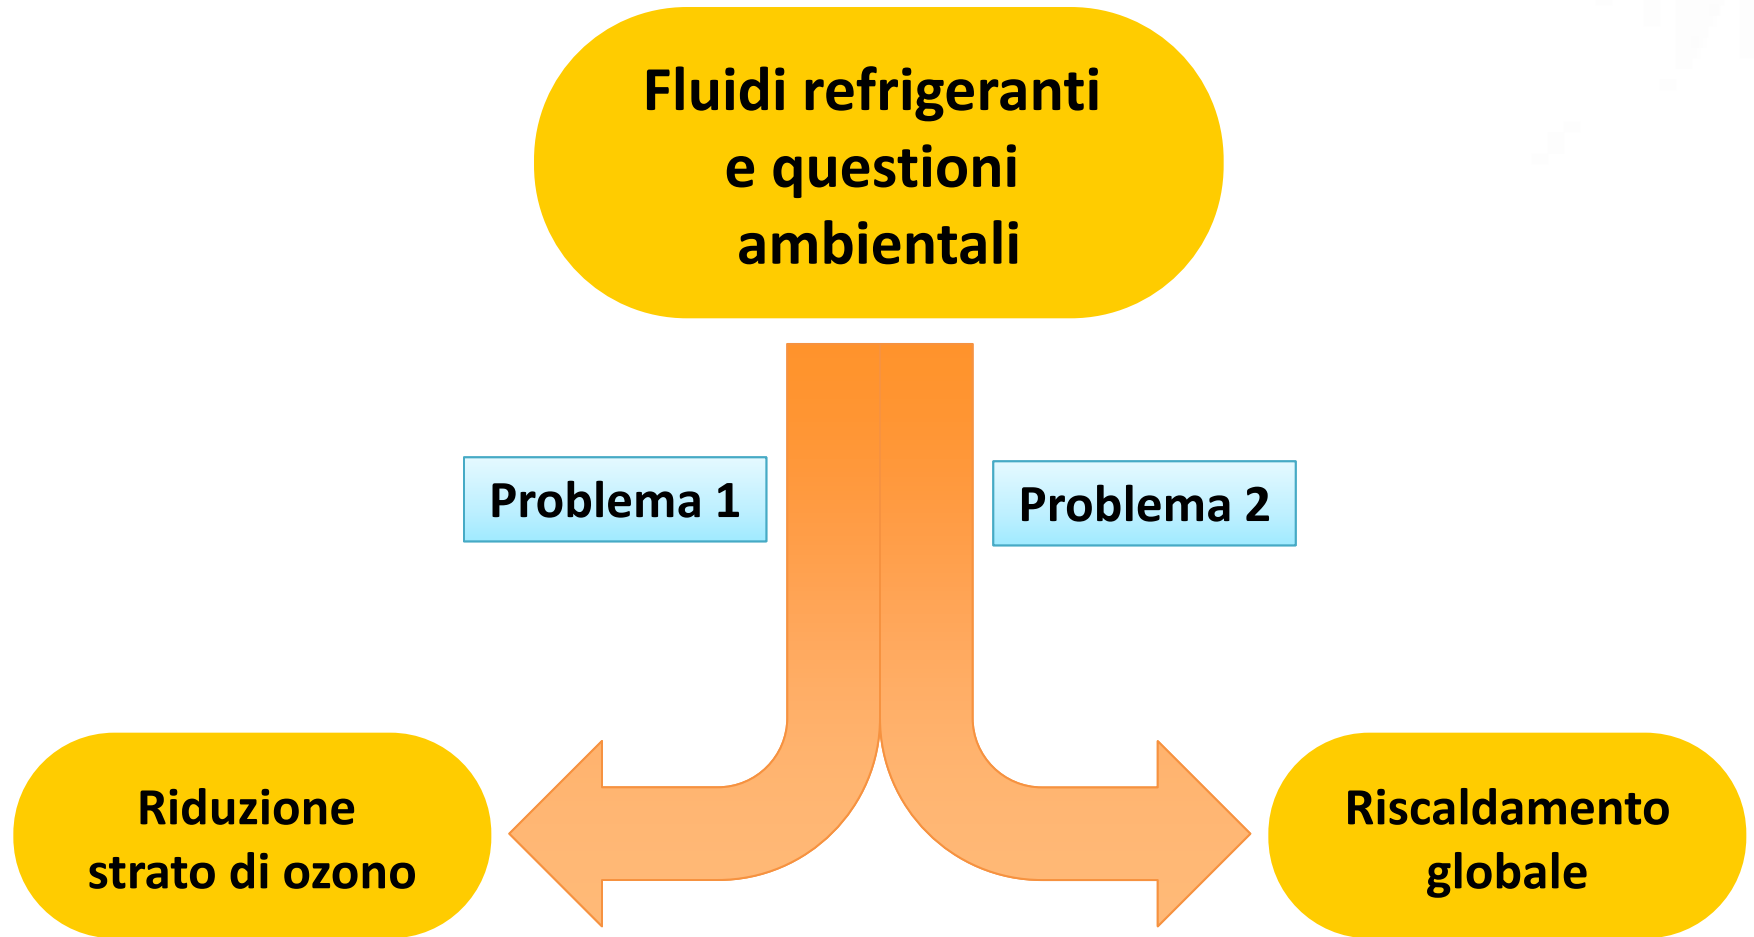 Fluidi refrigeranti
e questioni
ambientali
Problema 1
Problema 2
Riduzione
strato di ozono
Riscaldamento
globale